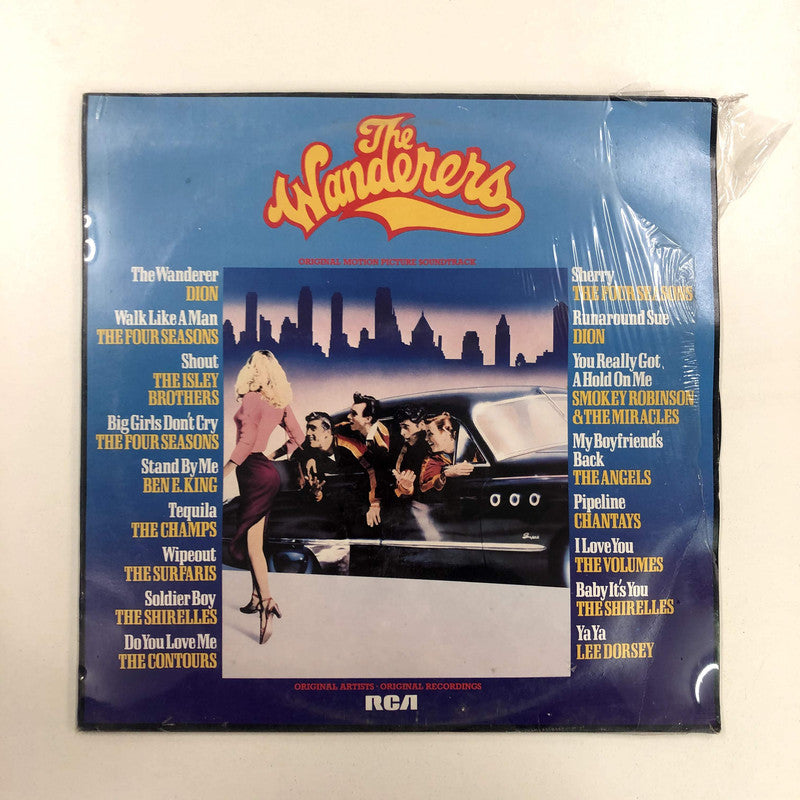 The
Wanderers
ORIGINAL MOTION PICTURE SOUNDTRACK
The Wanderer
DION
Walk Like A Man
THE FOUR SEASONS
Shout
THE ISLEY
BROTHERS
Big Girls Don't Cry
THE FOUR SEASONS
Stand By Me
BEN E. KING
Tequila
THE CHAMPS
Wipeout
THE SURFARIS
Soldier Boy
THE SHIRELLES
Do You Love Me
THE CONTOURS
Sherry
THE FOUR SEASONS
Runaround Sue
DION
You Really Got
A Hold On Me
SMOKEY ROBINSON
& THE MIRACLES
My Boyfriend's
Back
THE ANGELS
Pipeline
CHANTAYS
I Love You
THE VOLUMES
Baby It's You
THE SHIRELLES
Ya Ya
LEE DORSEY
ORIGINAL ARTISTS · ORIGINAL RECORDINGS
RCA